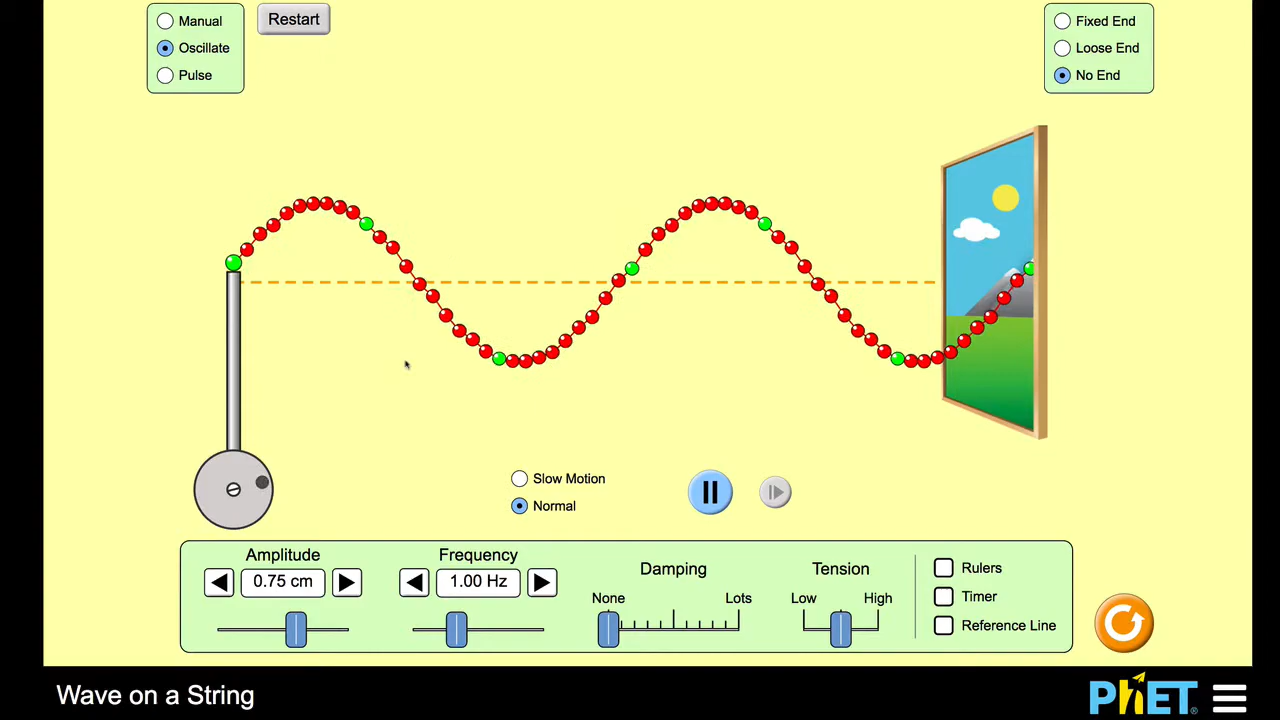 Manual
Oscillate
Pulse
Restart
Fixed End
Loose End
No End
Slow Motion
Normal
Amplitude
0.75 cm
Frequency
1.00 Hz
Damping
None
Lots
Tension
Low
High
Rulers
Timer
Reference Line
Wave on a String
PhET